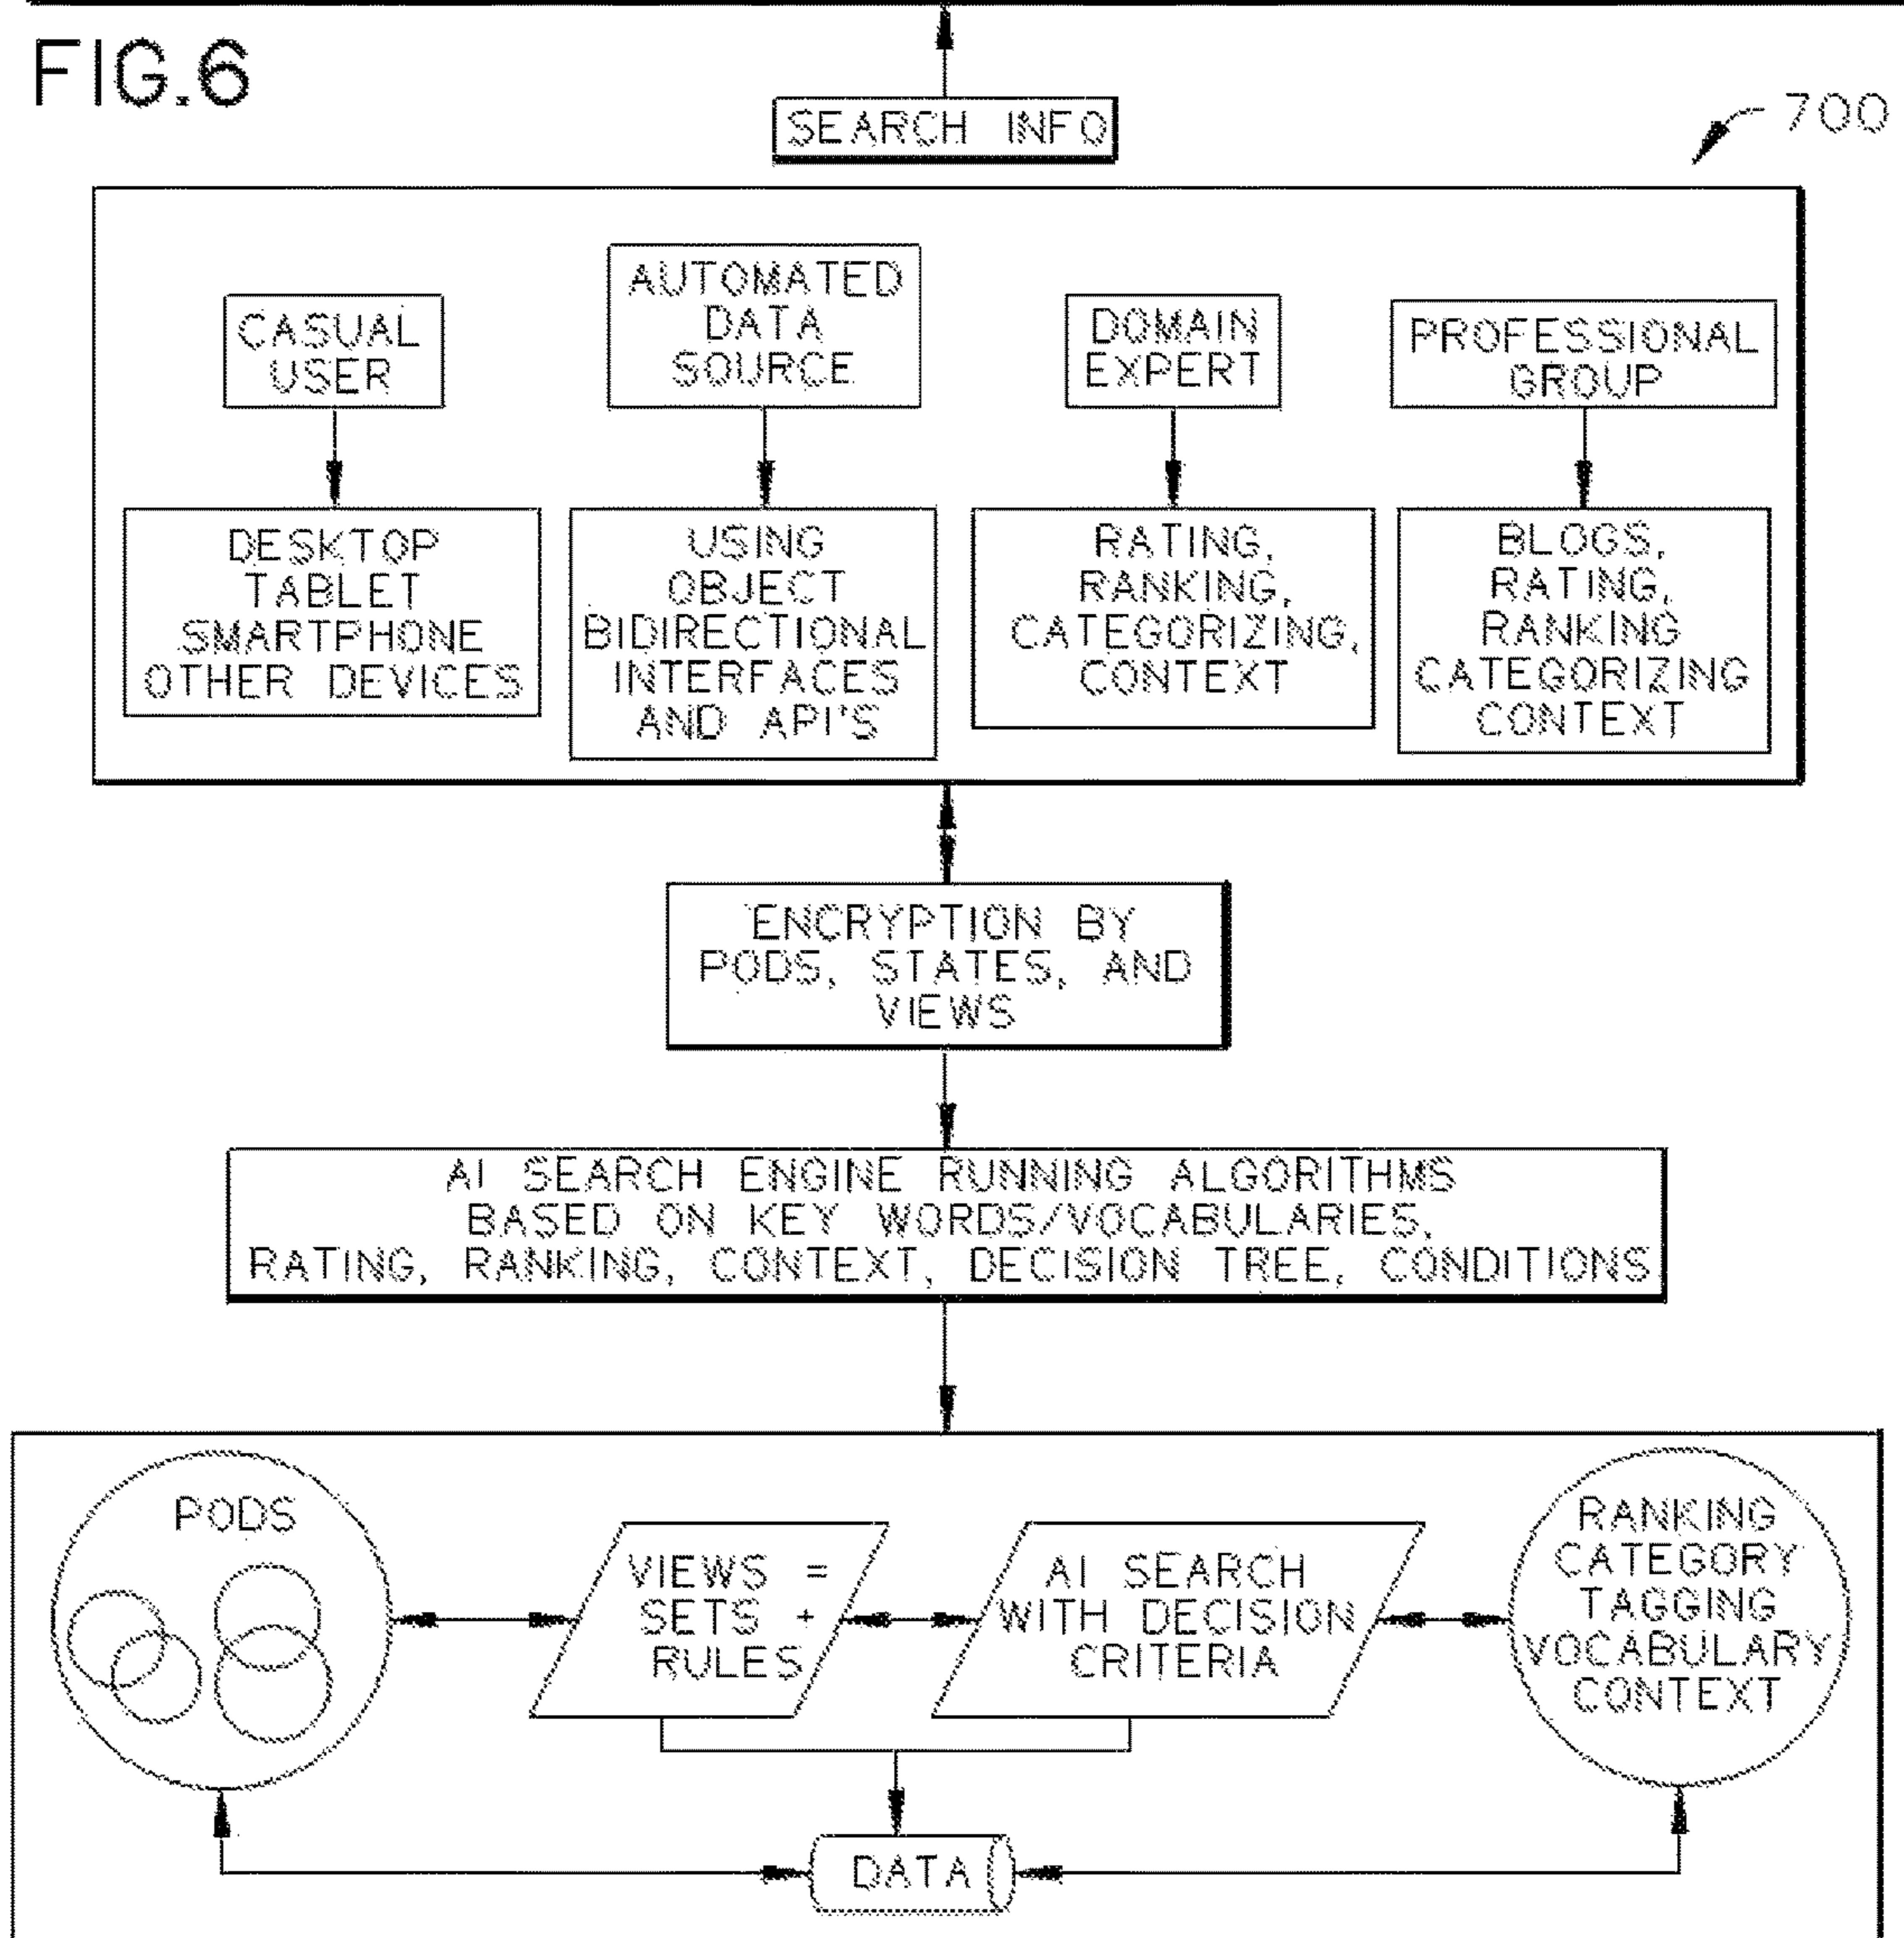 FIG.6
SEARCH INFO
700
CASUAL
USER
AUTOMATED
DATA
SOURCE
DOMAIN
EXPERT
PROFESSIONAL
GROUP
DESKTOP
TABLET
SMARTPHONE
OTHER DEVICES
USING
OBJECT
BIDIRECTIONAL
INTERFACES
AND API'S
RATING,
RANKING,
CATEGORIZING,
CONTEXT
BLOGS,
RATING,
RANKING
CATEGORIZING
CONTEXT
ENCRYPTION BY
PODS, STATES, AND
VIEWS
AI SEARCH ENGINE RUNNING ALGORITHMS
BASED ON KEY WORDS/VOCABULARIES,
RATING, RANKING, CONTEXT, DECISION TREE, CONDITIONS
PODS
VIEWS =
SETS +
RULES
AI SEARCH
WITH DECISION
CRITERIA
RANKING
CATEGORY
TAGGING
VOCABULARY
CONTEXT
DATA